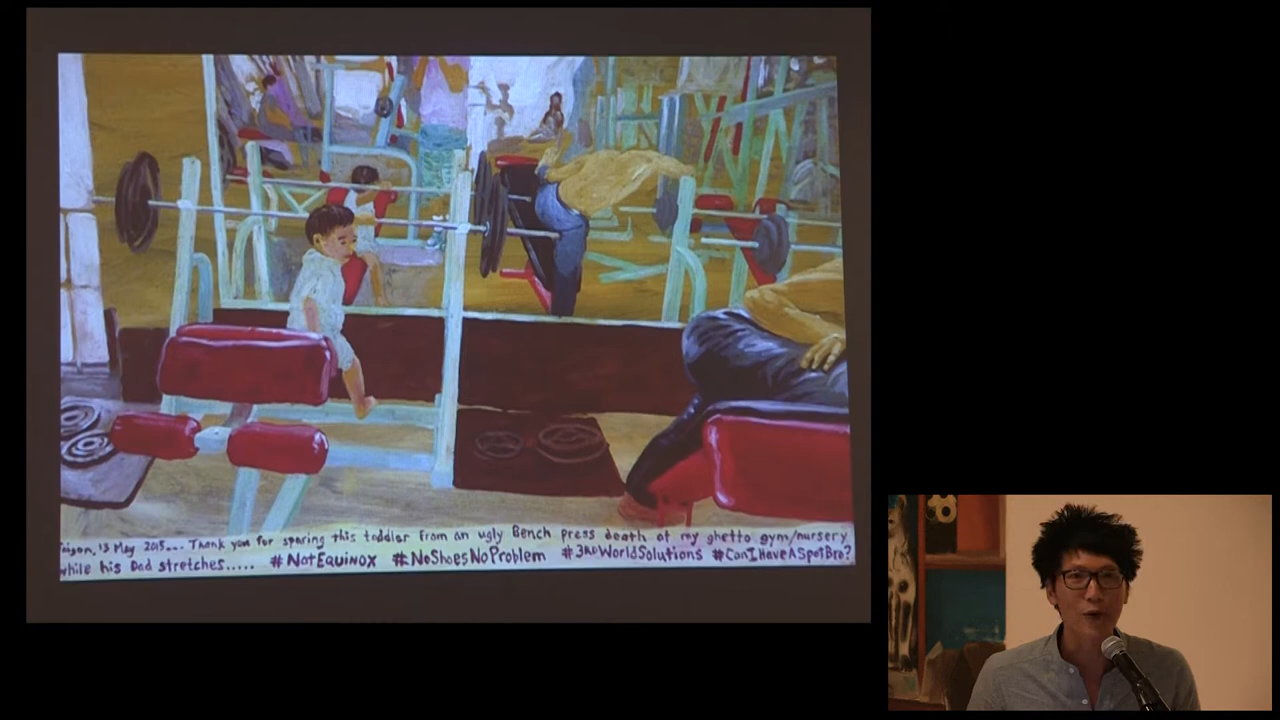 aigon, 13 May 2015... Thank you for sparing this toddler from an ugly Bench press death at my ghetto gym/nursery
while his Dad stretches..... #NotEquinox #NoShoesNoProblem #3RDWorldSolutions #CanIHaveASpotBro?